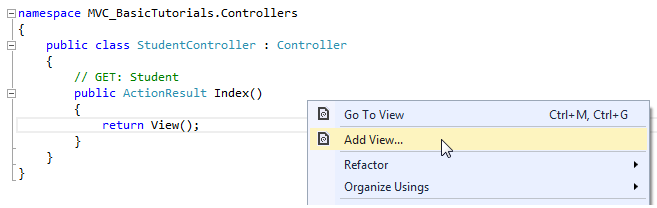 namespace MVC_BasicTutorials.Controllers
{
public class StudentController : Controller
{
// GET: Student
public ActionResult Index()
{
return View();
}
}
}
Go To View Ctrl+M, Ctrl+G
Add View...
Refactor
Organize Usings